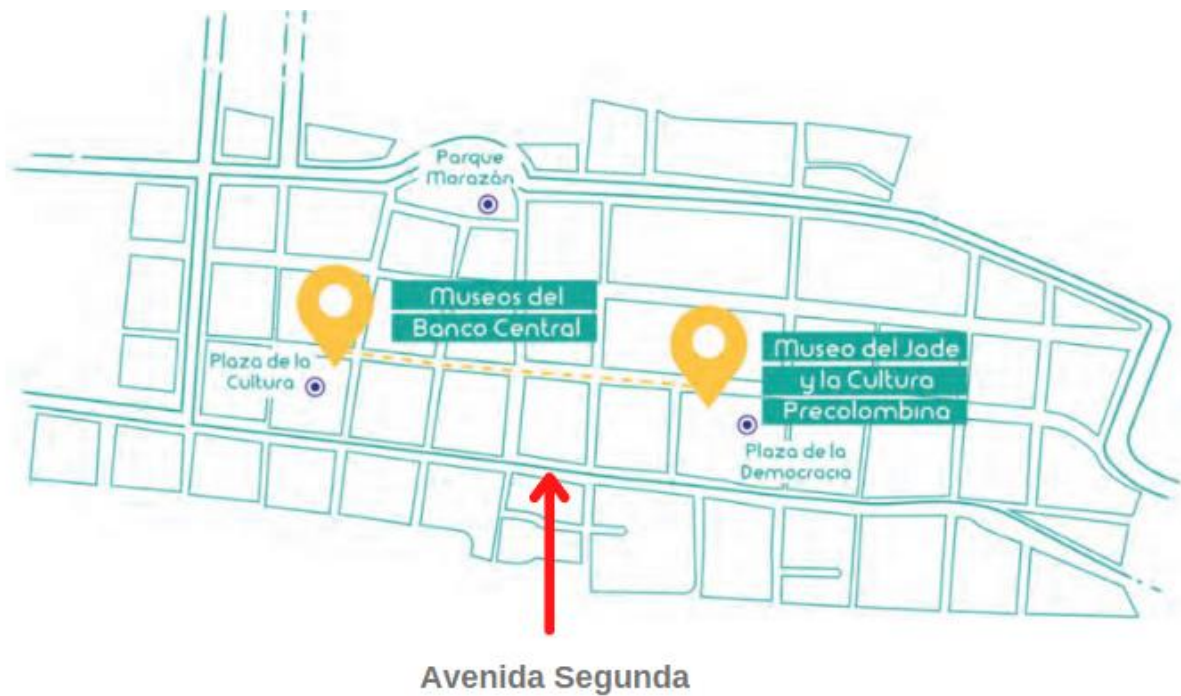 Parque
Morazán
Museos del
Banco Central
Plaza de la
Cultura
Museo del Jade
y la Cultura
Precolombina
Plaza de la
Democracia
Avenida Segunda